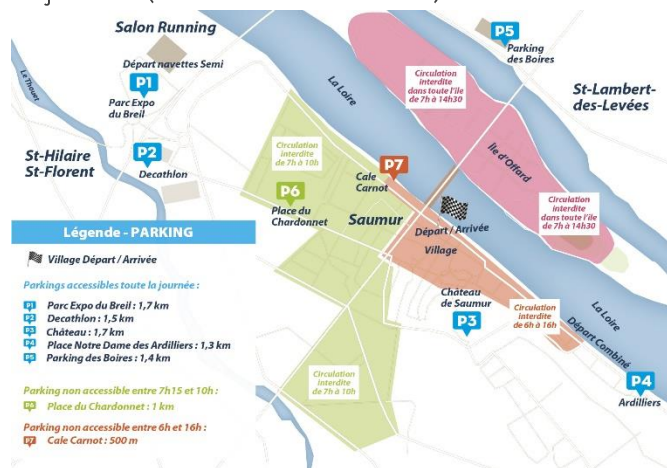 Salon Running
Départ navettes Semi
P1
Parc Expo
du Breil
P2
Decathlon
Le Thouet
St-Hilaire
St-Florent
P5
Parking
des Boires
St-Lambert-
des-Levées
La Loire
Circulation
interdite
dans toute l'île
de 7h à 14h30
Île d'Offard
Circulation
interdite
dans toute l'île
de 7h à 14h30
Circulation
interdite
de 7h à 10h
P7
Cale
Carnot
P6
Place du
Chardonnet
Saumur
Départ / Arrivée
Village
Château
de Saumur
P3
Circulation
interdite
de 6h à 16h
La Loire
Départ Combiné
P4
Ardilliers
Circulation
interdite
de 7h à 10h
Légende - PARKING
Village Départ / Arrivée
Parkings accessibles toute la journée :
P1 Parc Expo du Breil : 1,7 km
P2 Decathlon : 1,5 km
P3 Château : 1,7 km
P4 Place Notre Dame des Ardilliers : 1,3 km
P5 Parking des Boires : 1,4 km
Parking non accessible entre 7h15 et 10h :
P6 Place du Chardonnet : 1 km
Parking non accessible entre 6h et 16h :
P7 Cale Carnot : 500 m